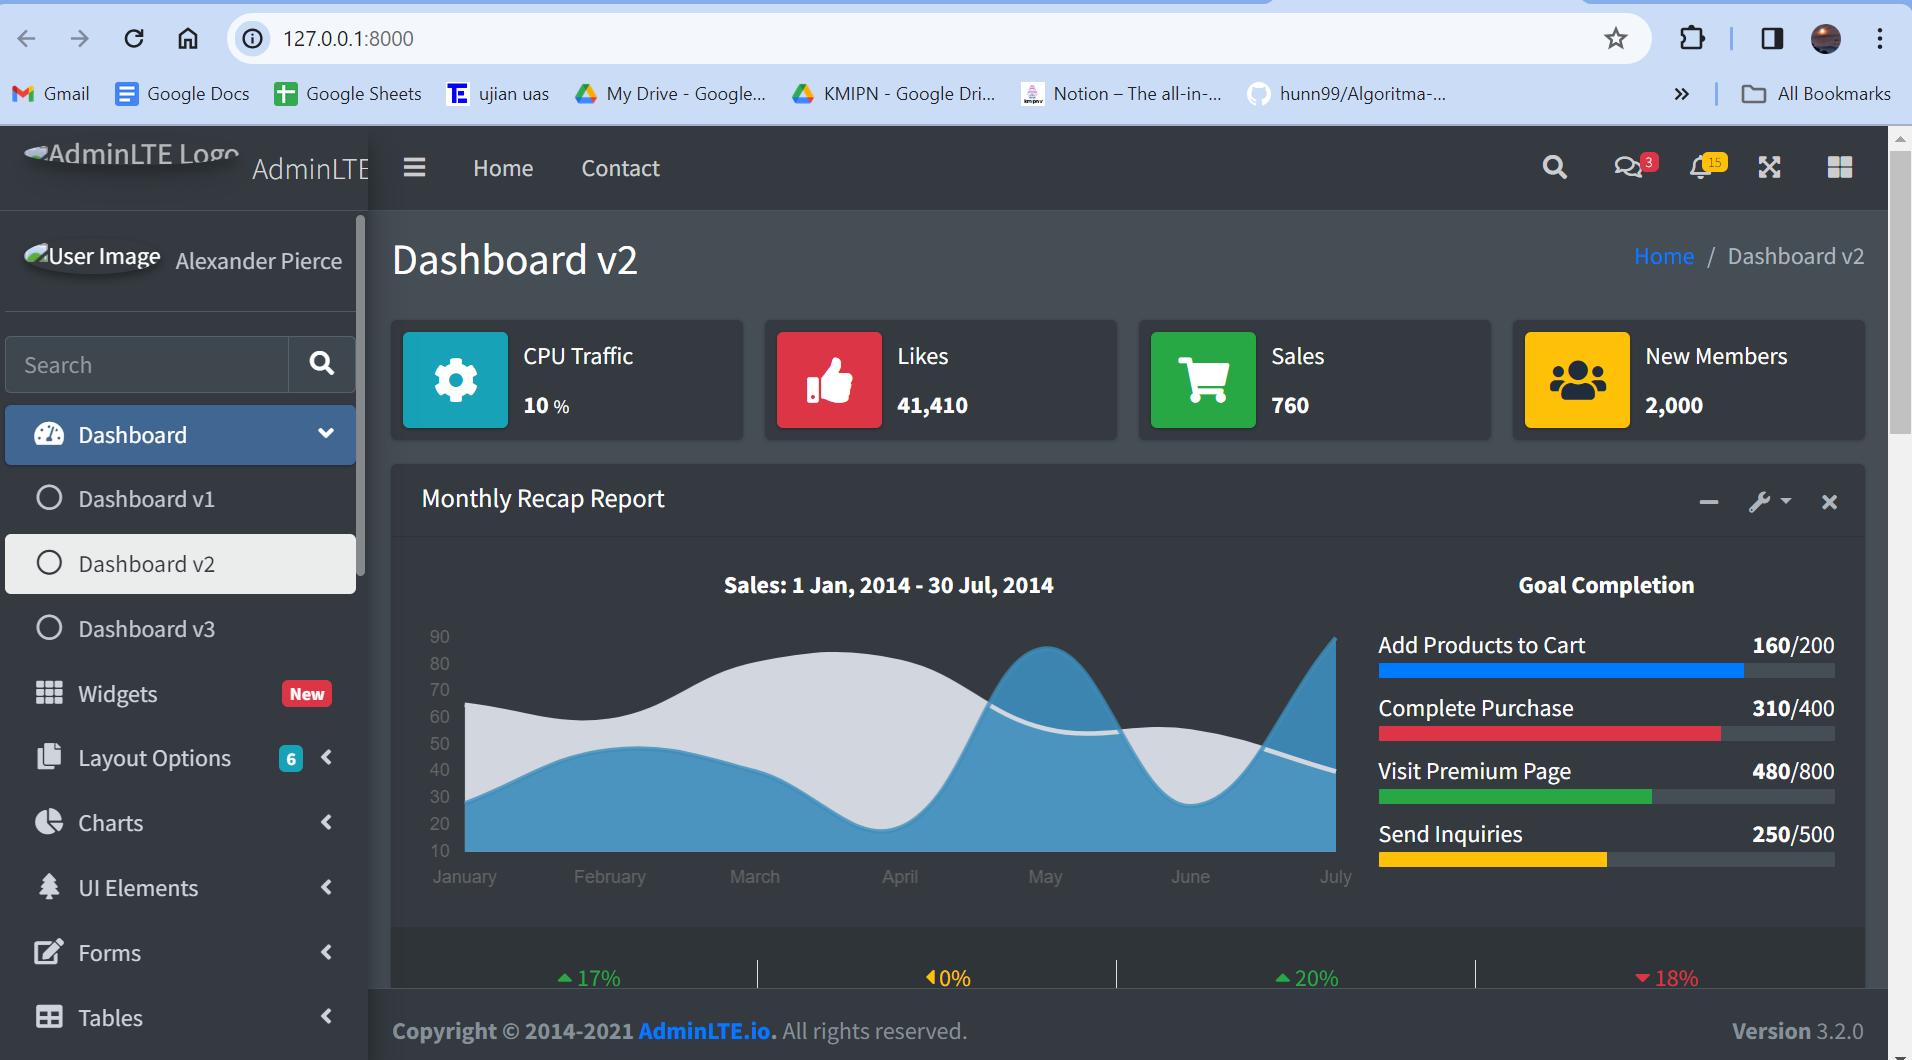 127.0.0.1:8000
Gmail Google Docs Google Sheets TE ujian uas My Drive - Google... KMIPN - Google Dri... Notion – The all-in-... hunn99/Algoritma-... » All Bookmarks
AdminLTE Logo AdminLTE
Home Contact 3 15
User Image Alexander Pierce
Search
Dashboard
Dashboard v1
Dashboard v2
Dashboard v3
Widgets New
Layout Options 6
Charts
UI Elements
Forms
Tables
Dashboard v2
Home / Dashboard v2
CPU Traffic
10 %
Likes
41,410
Sales
760
New Members
2,000
Monthly Recap Report
Sales: 1 Jan, 2014 - 30 Jul, 2014
90
80
70
60
50
40
30
20
10
January February March April May June July
Goal Completion
Add Products to Cart 160/200
Complete Purchase 310/400
Visit Premium Page 480/800
Send Inquiries 250/500
17% 0% 20% 18%
Copyright © 2014-2021 AdminLTE.io. All rights reserved. Version 3.2.0